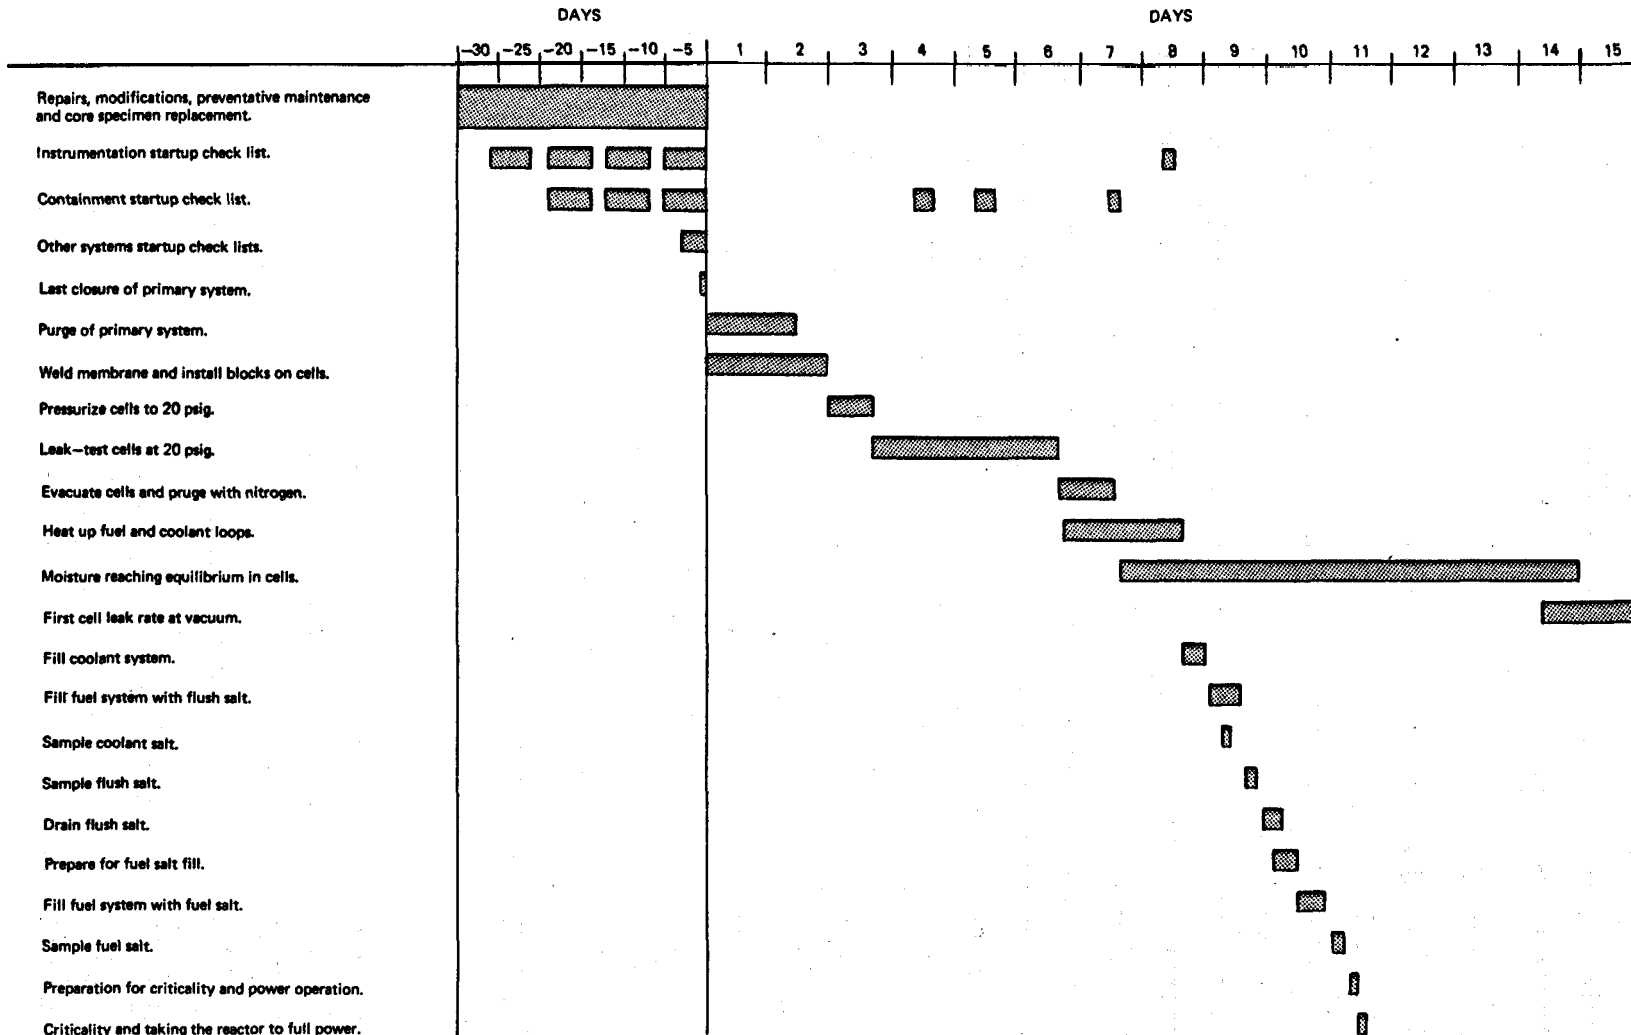 DAYS DAYS
-30 -25 -20 -15 -10 -5 1 2 3 4 5 6 7 8 9 10 11 12 13 14 15
Repairs, modifications, preventative maintenance
and core specimen replacement.
Instrumentation startup check list.
Containment startup check list.
Other systems startup check lists.
Last closure of primary system.
Purge of primary system.
Weld membrane and install blocks on cells.
Pressurize cells to 20 psig.
Leak-test cells at 20 psig.
Evacuate cells and pruge with nitrogen.
Heat up fuel and coolant loops.
Moisture reaching equilibrium in cells.
First cell leak rate at vacuum.
Fill coolant system.
Fill fuel system with flush salt.
Sample coolant salt.
Sample flush salt.
Drain flush salt.
Prepare for fuel salt fill.
Fill fuel system with fuel salt.
Sample fuel salt.
Preparation for criticality and power operation.
Criticality and taking the reactor to full power.